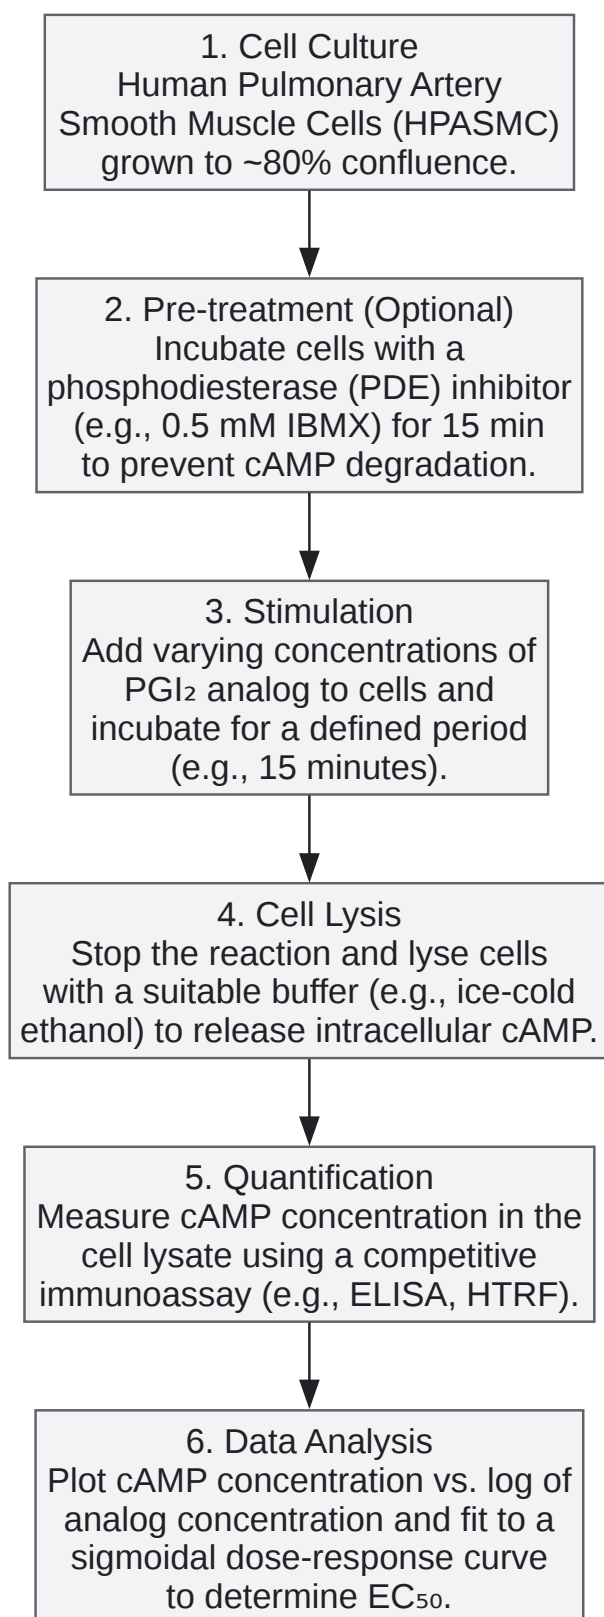 1. Cell Culture
Human Pulmonary Artery
Smooth Muscle Cells (HPASMC)
grown to ~80% confluence.
2. Pre-treatment (Optional)
Incubate cells with a
phosphodiesterase (PDE) inhibitor
(e.g., 0.5 mM IBMX) for 15 min
to prevent cAMP degradation.
3. Stimulation
Add varying concentrations of
PGI₂ analog to cells and
incubate for a defined period
(e.g., 15 minutes).
4. Cell Lysis
Stop the reaction and lyse cells
with a suitable buffer (e.g., ice-cold
ethanol) to release intracellular cAMP.
5. Quantification
Measure cAMP concentration in the
cell lysate using a competitive
immunoassay (e.g., ELISA, HTRF).
6. Data Analysis
Plot cAMP concentration vs. log of
analog concentration and fit to a
sigmoidal dose-response curve
to determine EC₅₀.